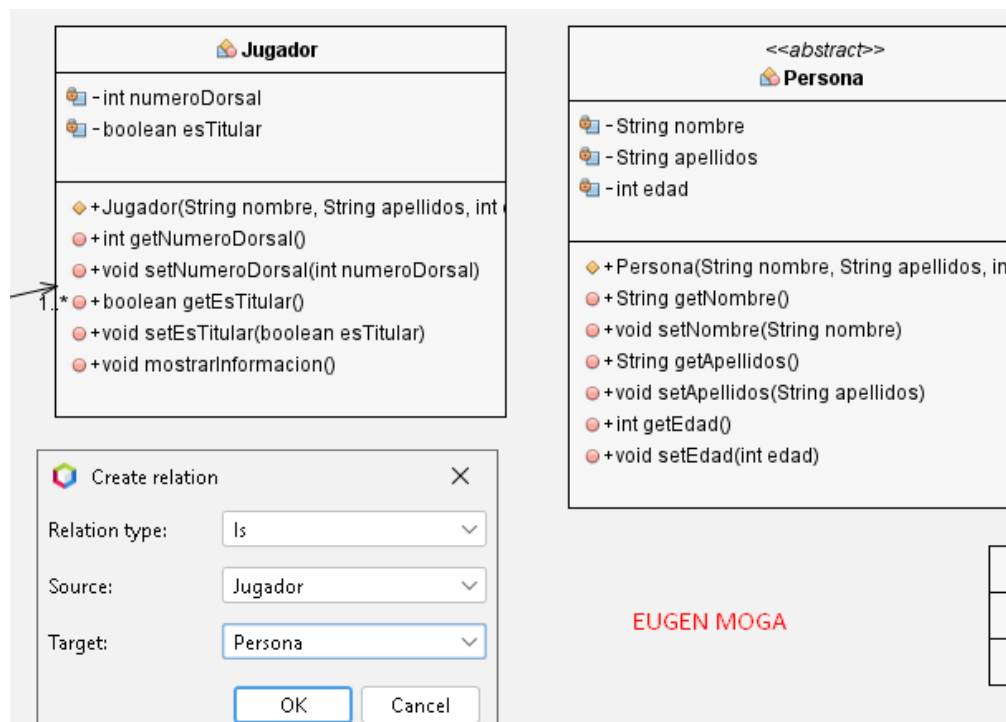 Jugador
-int numeroDorsal
-boolean esTitular
+Jugador(String nombre, String apellidos, int
+int getNumeroDorsal()
+void setNumeroDorsal(int numeroDorsal)
1..*
+boolean getEsTitular()
+void setEsTitular(boolean esTitular)
+void mostrarInformacion()
<<abstract>>
Persona
-String nombre
-String apellidos
-int edad
+Persona(String nombre, String apellidos, in
+String getNombre()
+void setNombre(String nombre)
+String getApellidos()
+void setApellidos(String apellidos)
+int getEdad()
+void setEdad(int edad)
Create relation
Relation type: Is
Source: Jugador
Target: Persona
OK Cancel
EUGEN MOGA